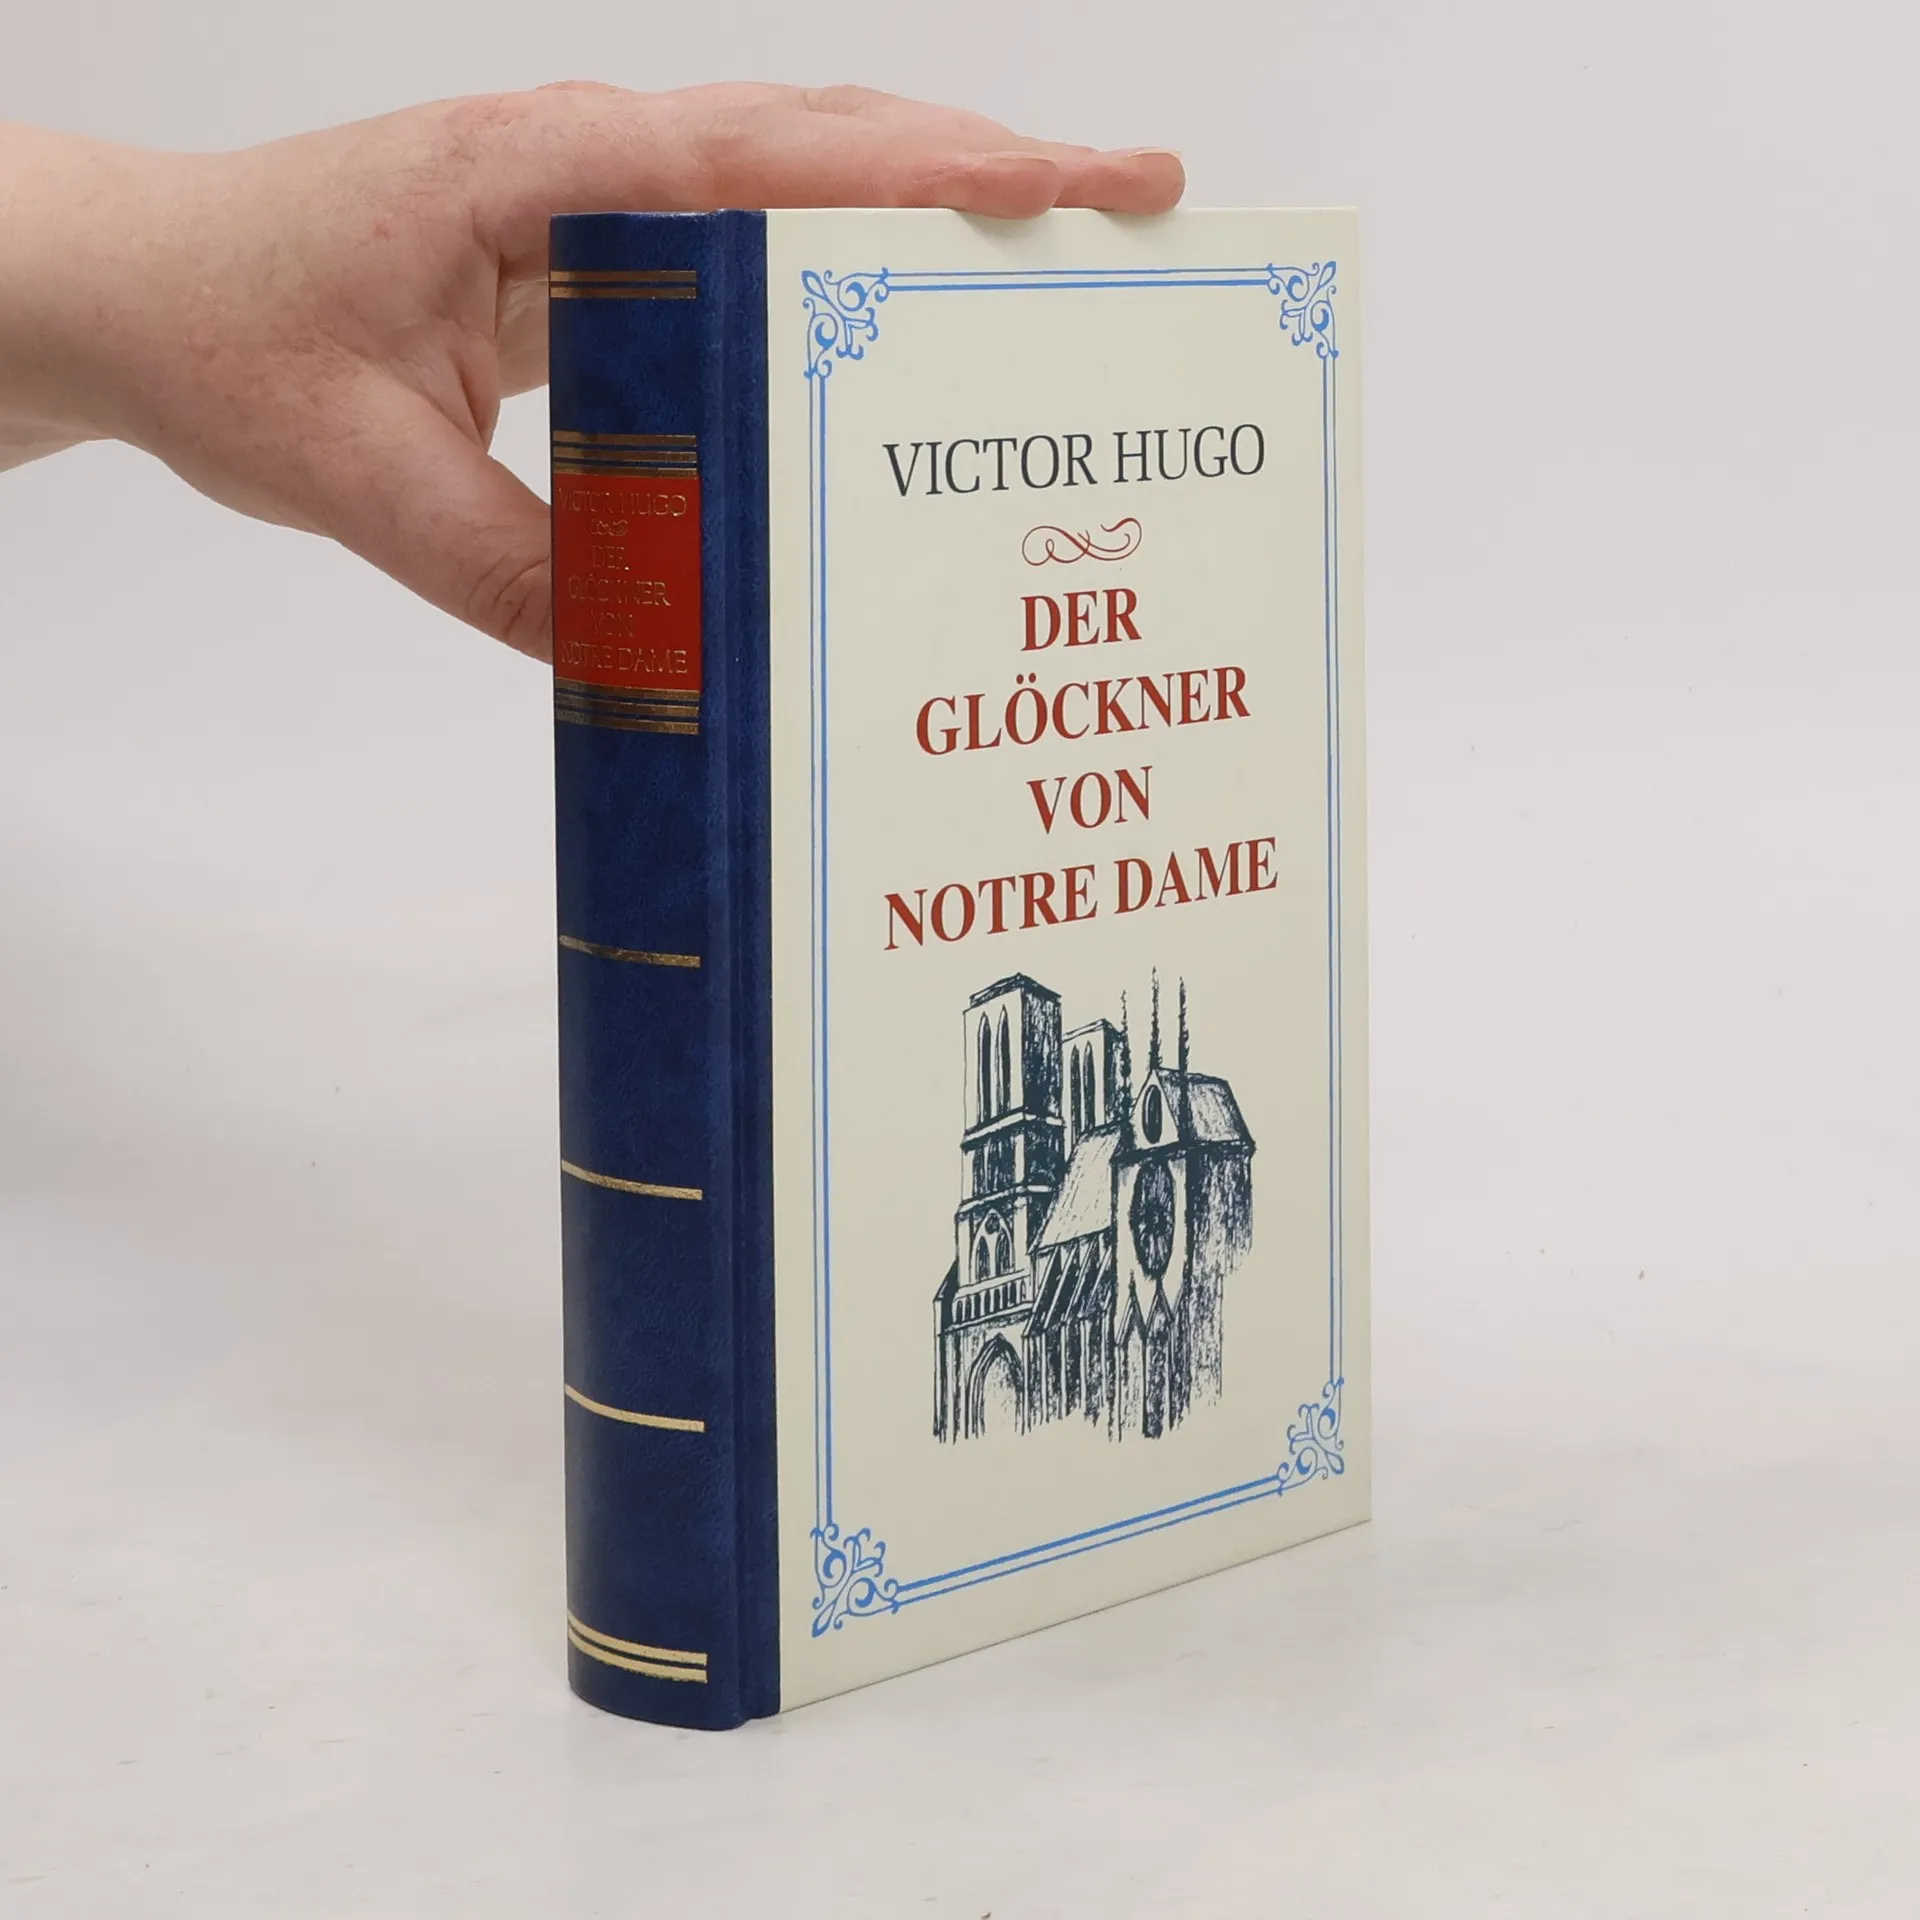 VICTOR HUGO
DER
GLÖCKNER
VON
NOTRE DAME
VICTOR HUGO
DER
GLÖCKNER
VON
NOTRE DAME